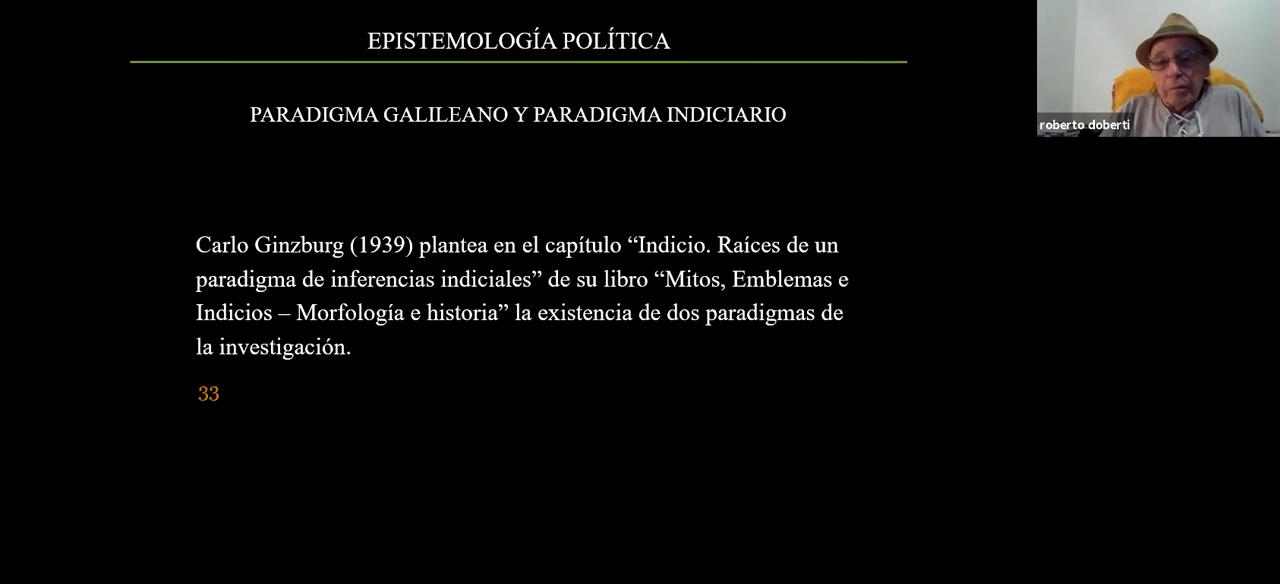 EPISTEMOLOGÍA POLÍTICA
PARADIGMA GALILEANO Y PARADIGMA INDICIARIO
Carlo Ginzburg (1939) plantea en el capítulo “Indicio. Raíces de un
paradigma de inferencias indiciales” de su libro “Mitos, Emblemas e
Indicios – Morfología e historia” la existencia de dos paradigmas de
la investigación.
33
roberto doberti